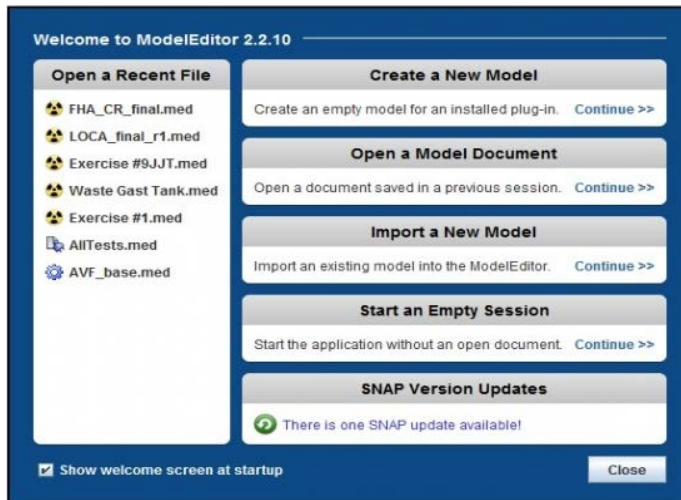 Welcome to ModelEditor 2.2.10
Open a Recent File
FHA_CR_final.med
LOCA_final_r1.med
Exercise #9JJT.med
Waste Gast Tank.med
Exercise #1.med
AllTests.med
AVF_base.med
Create a New Model
Create an empty model for an installed plug-in. Continue >>
Open a Model Document
Open a document saved in a previous session. Continue >>
Import a New Model
Import an existing model into the ModelEditor. Continue >>
Start an Empty Session
Start the application without an open document. Continue >>
SNAP Version Updates
There is one SNAP update available!
Show welcome screen at startup
Close